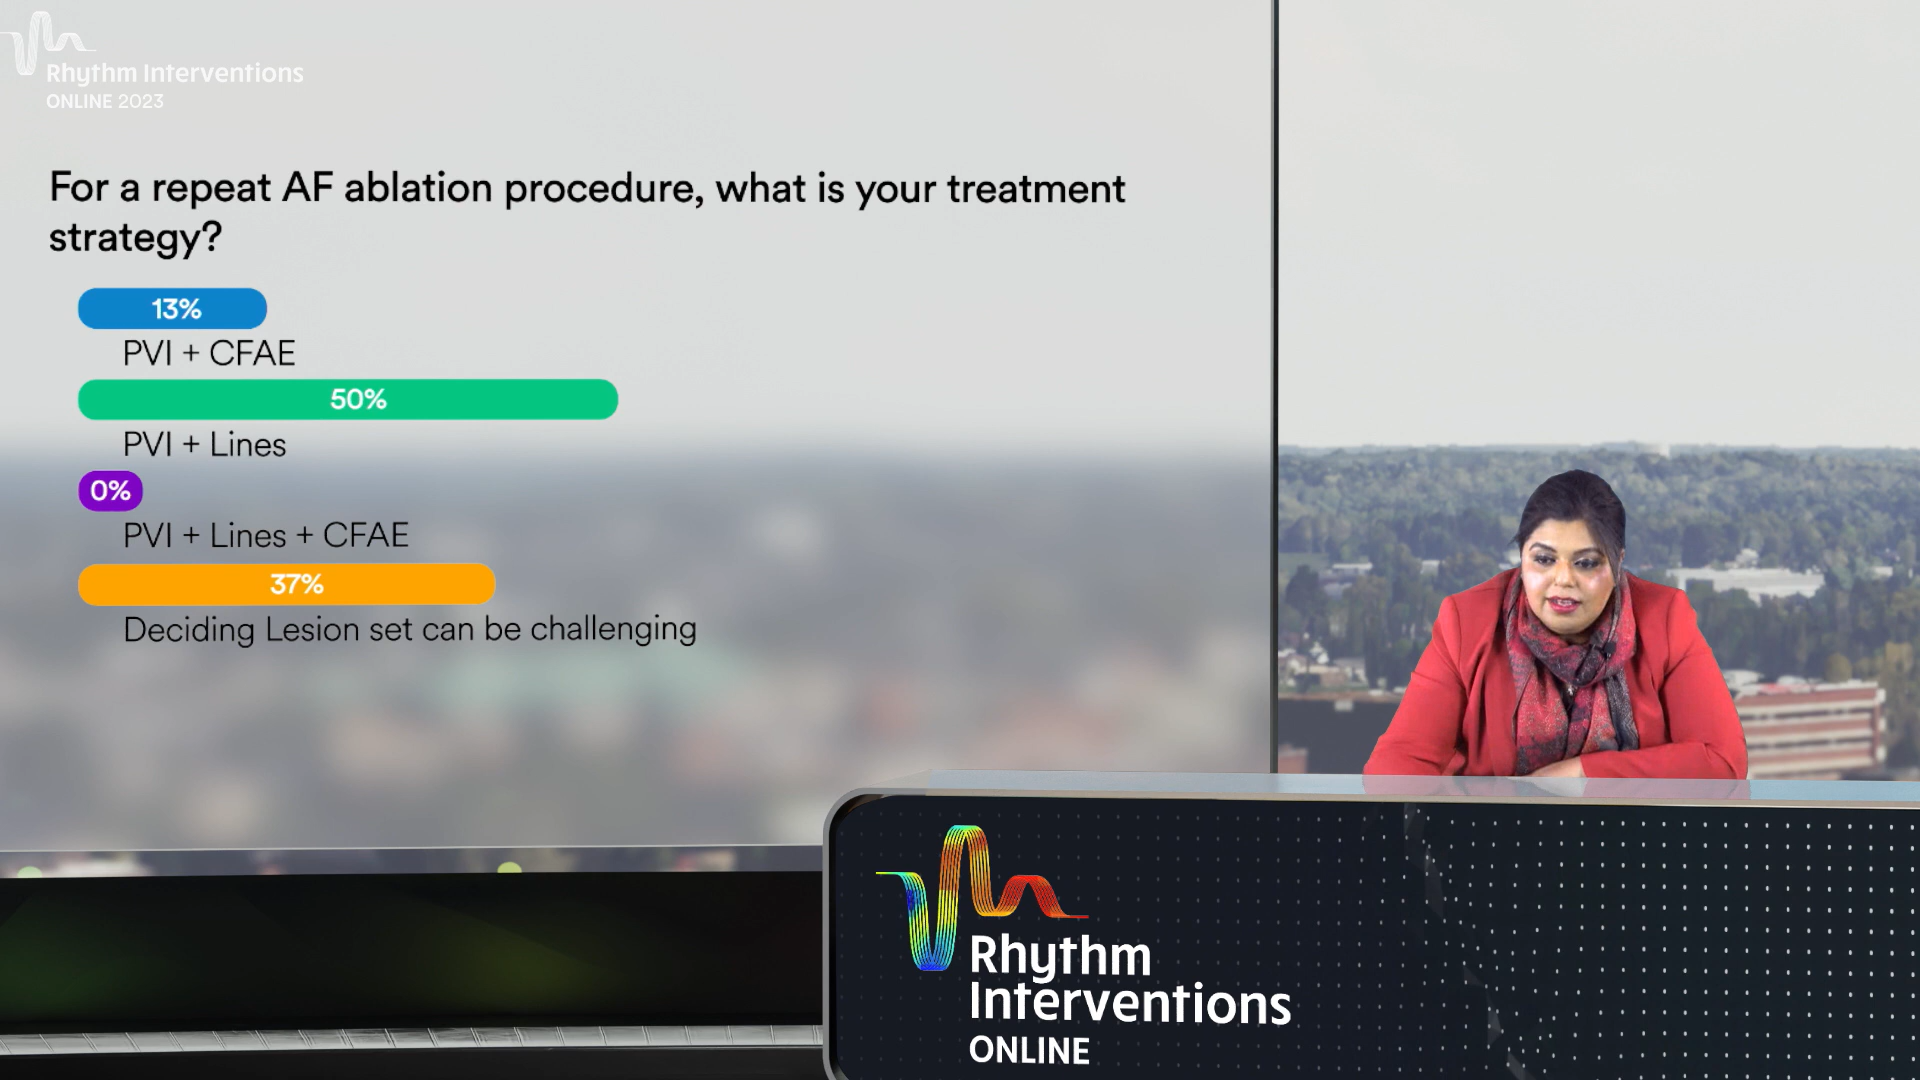 Rhythm Interventions
ONLINE 2023
For a repeat AF ablation procedure, what is your treatment
strategy?
13%
PVI + CFAE
50%
PVI + Lines
0%
PVI + Lines + CFAE
37%
Deciding Lesion set can be challenging
Rhythm
Interventions
ONLINE